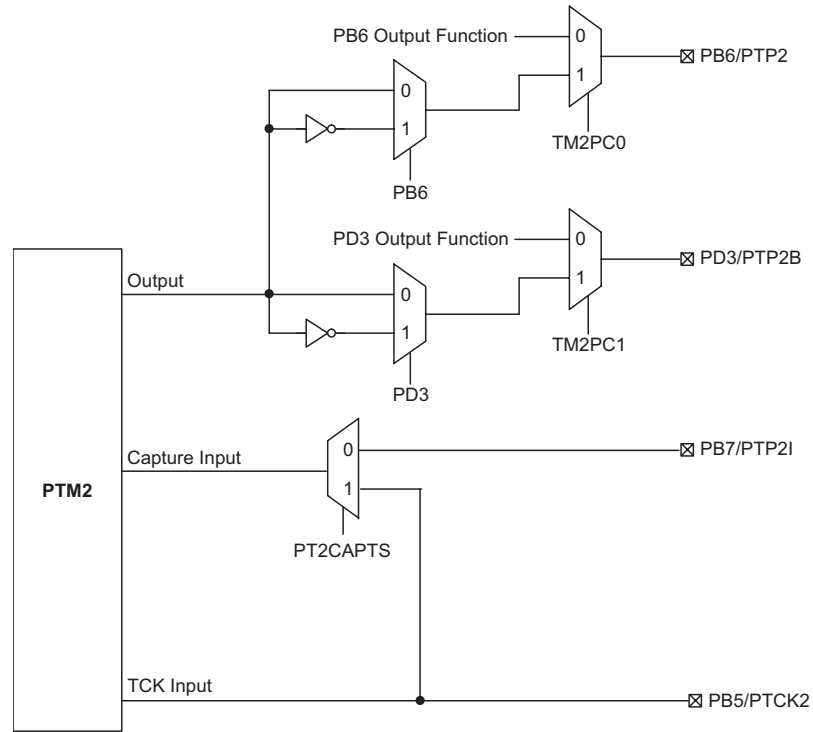 PB6 Output Function
0
1
PB6/PTP2
TM2PC0
0
1
PB6
PD3 Output Function
0
1
PD3/PTP2B
TM2PC1
Output
0
1
PD3
PTM2
Capture Input
0
1
PT2CAPTS
PB7/PTP2I
TCK Input
PB5/PTCK2